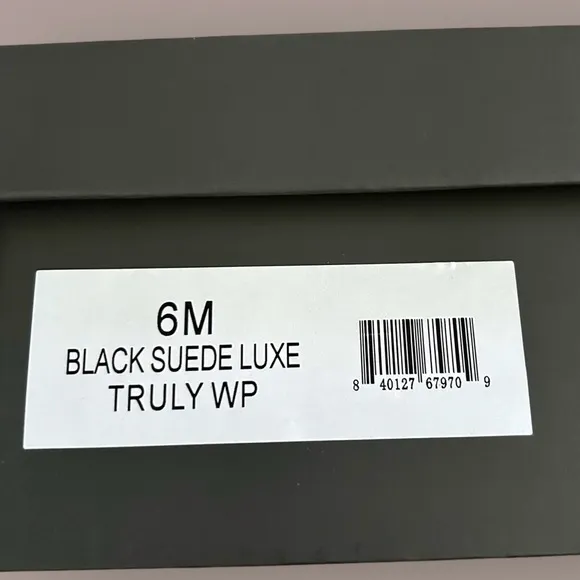 6M
BLACK SUEDE LUXE
TRULY WP
8 40127 67970 9